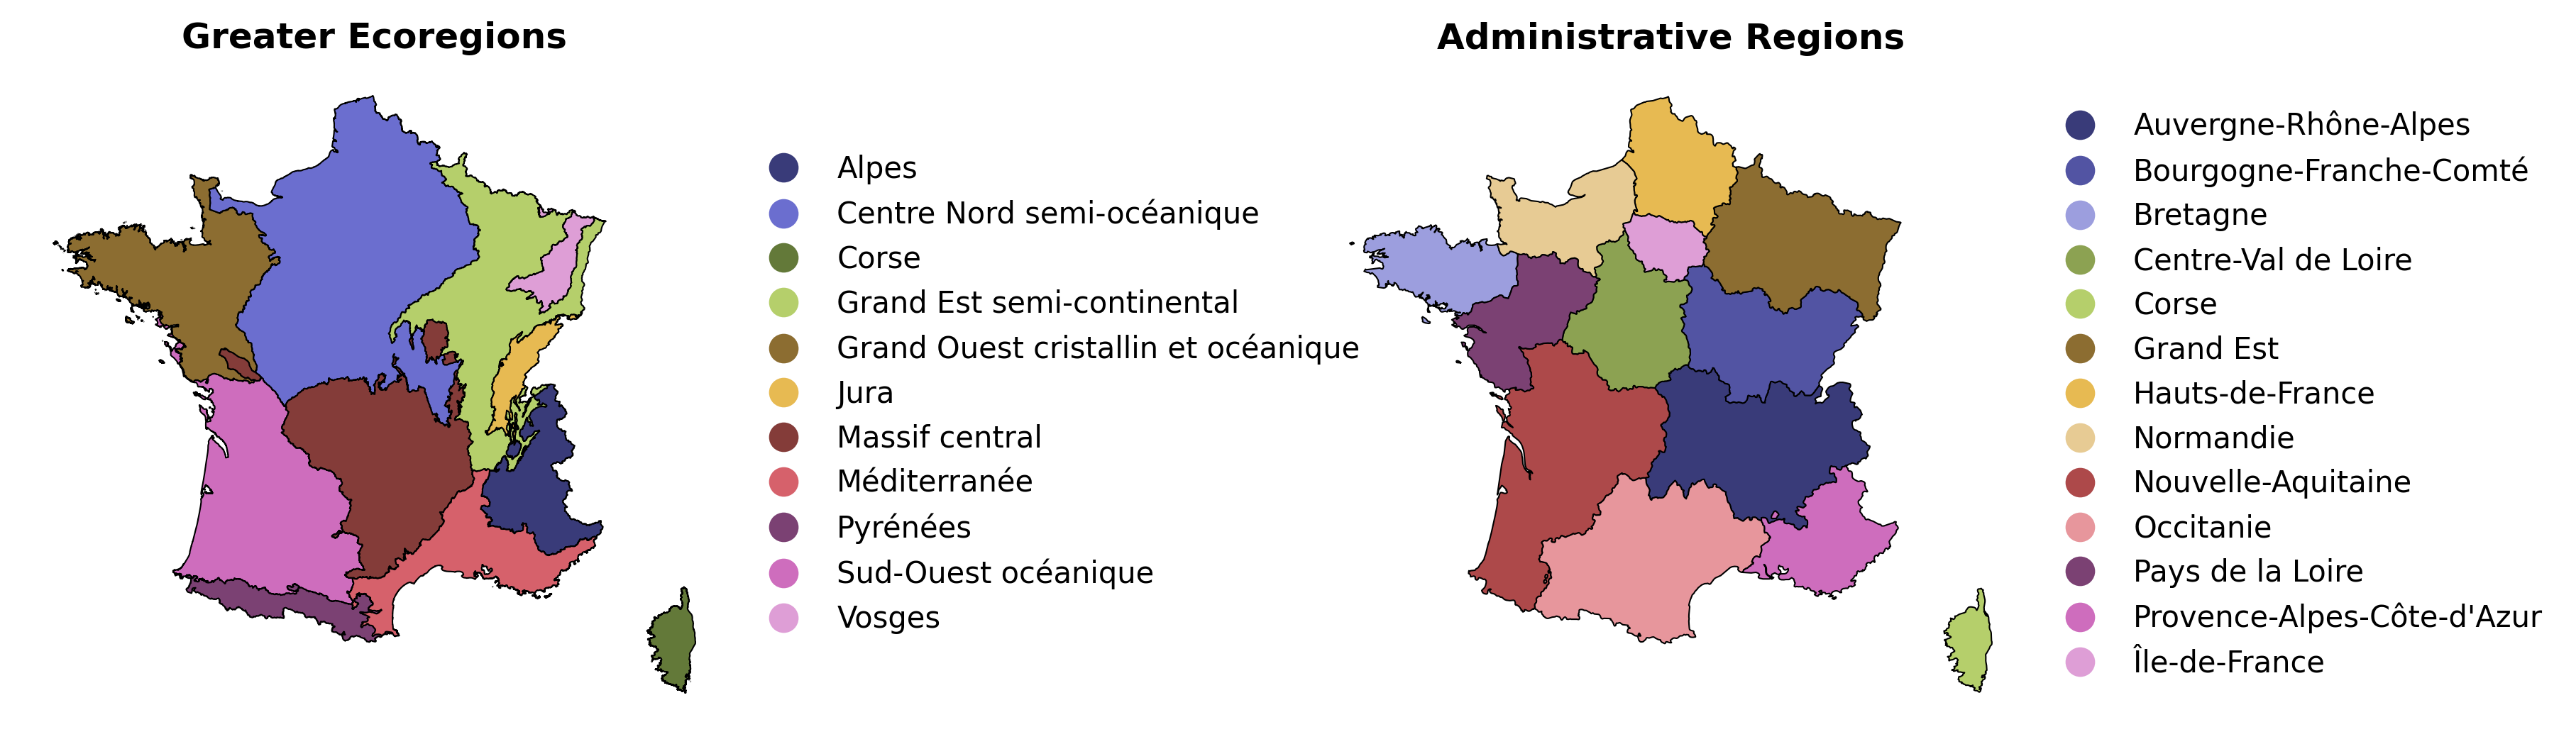 Greater Ecoregions
Alpes
Centre Nord semi-océanique
Corse
Grand Est semi-continental
Grand Ouest cristallin et océanique
Jura
Massif central
Méditerranée
Pyrénées
Sud-Ouest océanique
Vosges
Administrative Regions
Auvergne-Rhône-Alpes
Bourgogne-Franche-Comté
Bretagne
Centre-Val de Loire
Corse
Grand Est
Hauts-de-France
Normandie
Nouvelle-Aquitaine
Occitanie
Pays de la Loire
Provence-Alpes-Côte-d'Azur
Île-de-France